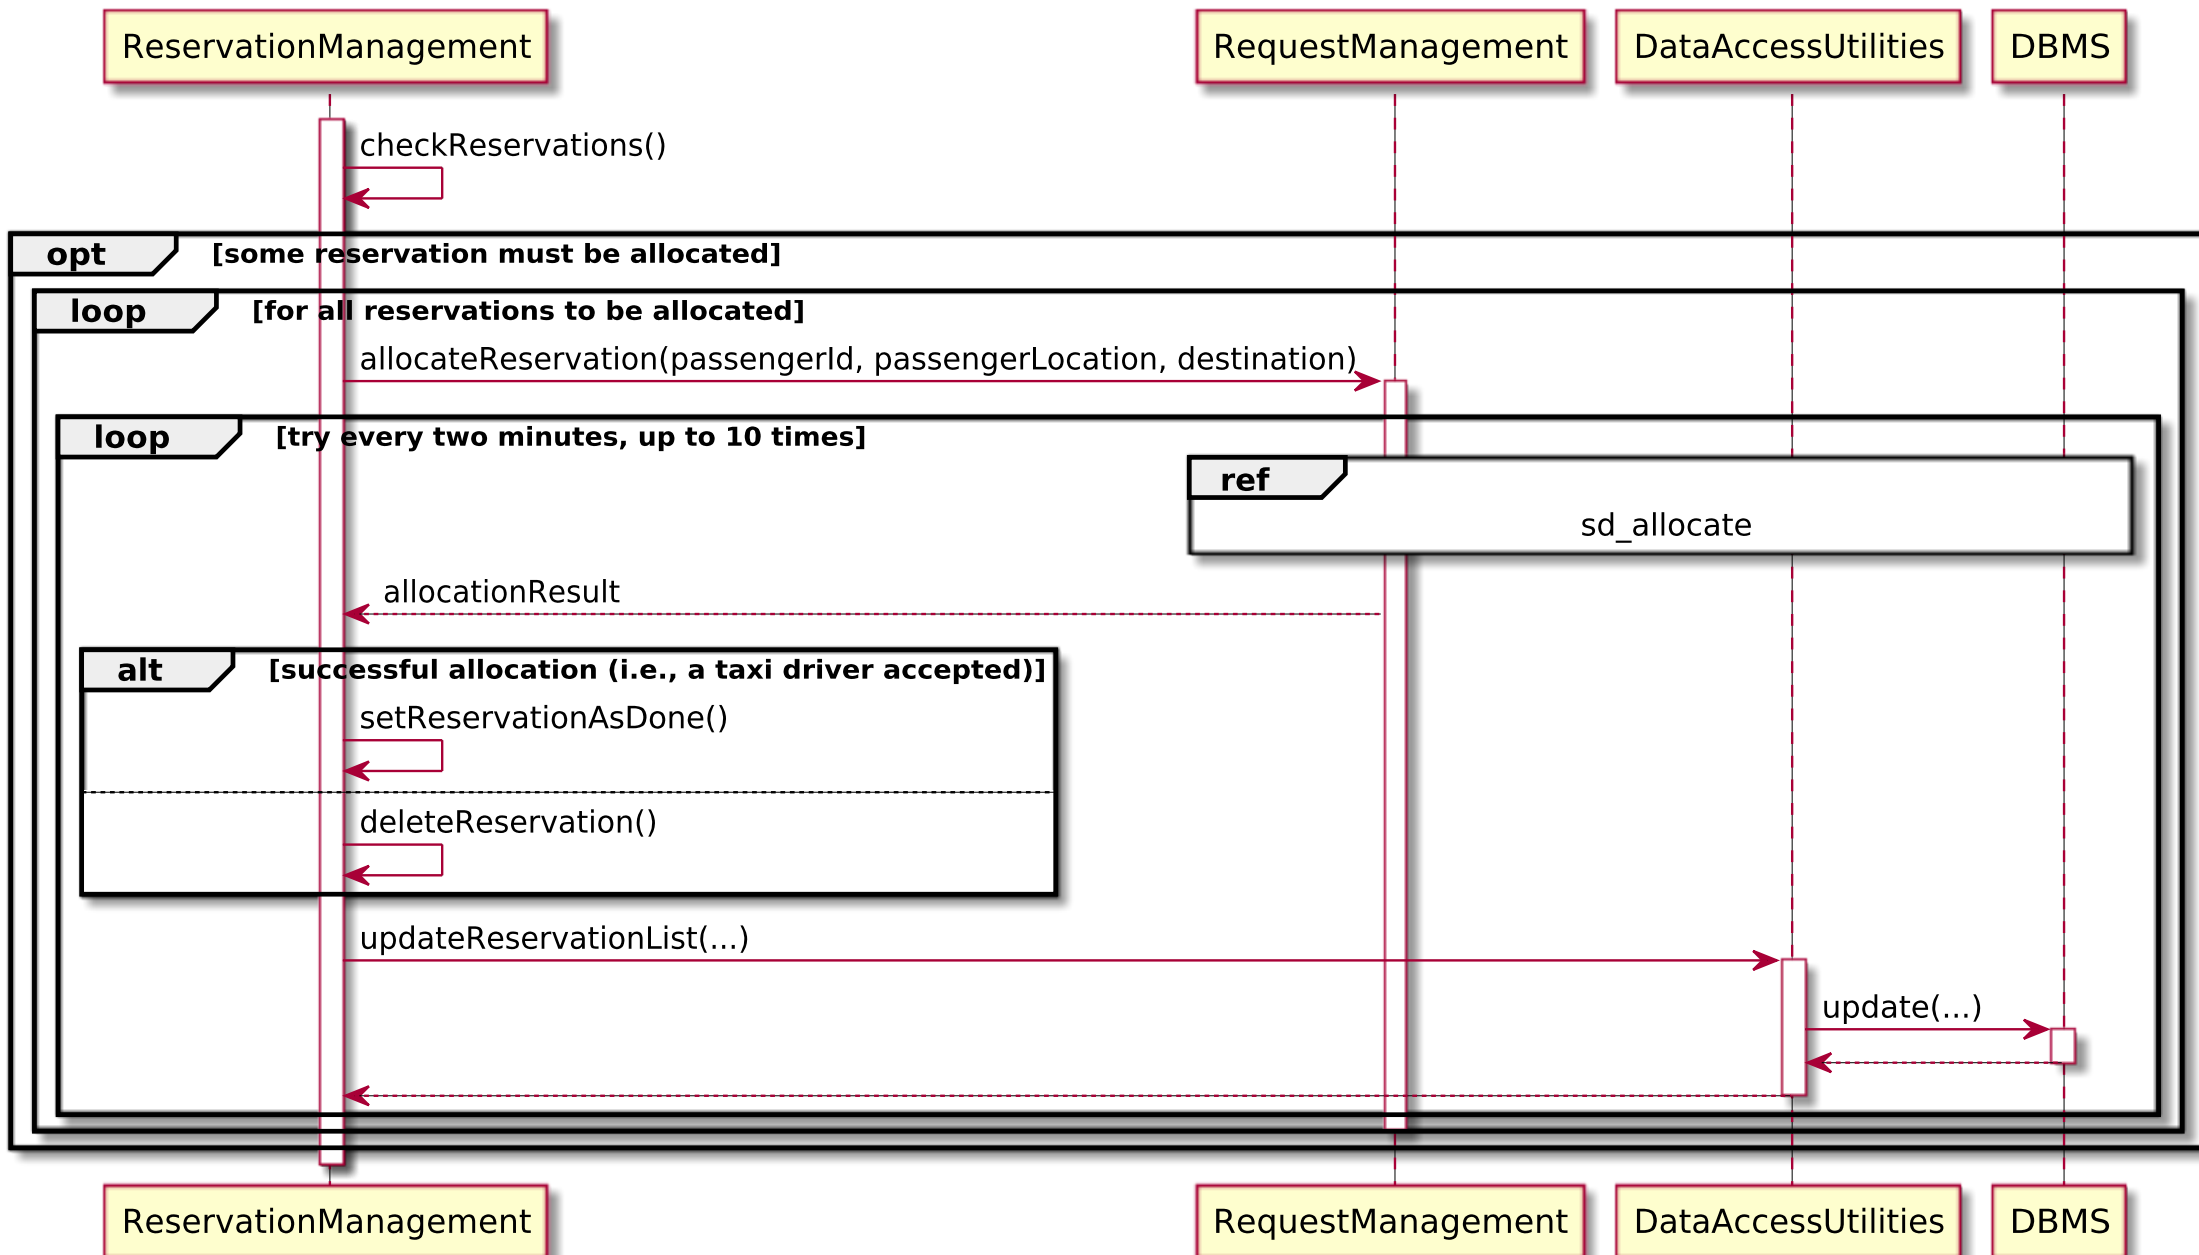 ReservationManagement
RequestManagement
DataAccessUtilities
DBMS
checkReservations()
opt [some reservation must be allocated]
loop [for all reservations to be allocated]
allocateReservation(passengerId, passengerLocation, destination)
loop [try every two minutes, up to 10 times]
ref
sd_allocate
allocationResult
alt [successful allocation (i.e., a taxi driver accepted)]
setReservationAsDone()
deleteReservation()
updateReservationList(...)
update(...)
ReservationManagement
RequestManagement
DataAccessUtilities
DBMS